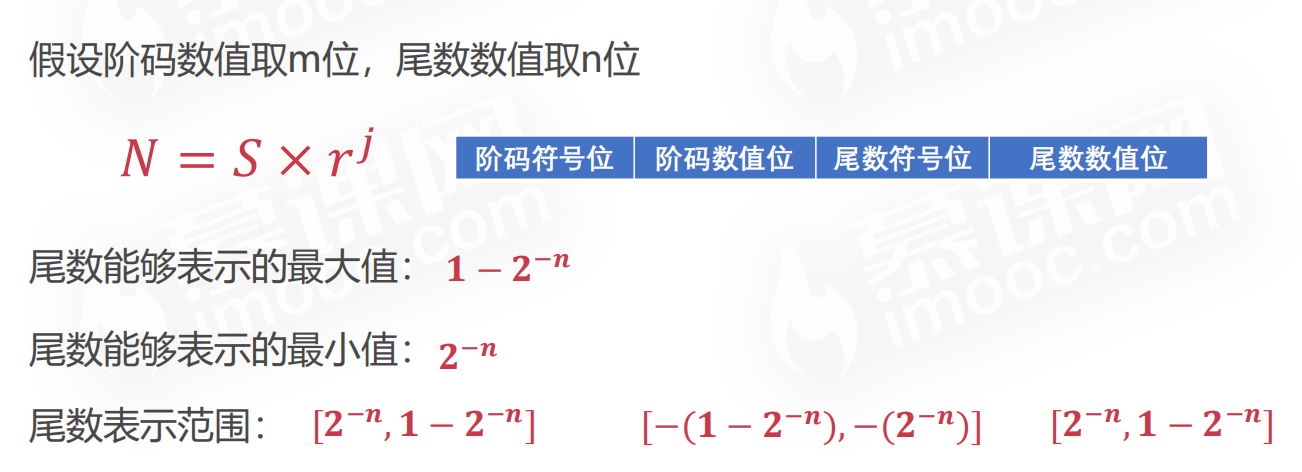 假设阶码数值取m位，尾数数值取n位
N = S × r^j
阶码符号位 阶码数值位 尾数符号位 尾数数值位
尾数能够表示的最大值： 1 − 2^−n
尾数能够表示的最小值： 2^−n
尾数表示范围： [2^−n, 1 − 2^−n] [−(1 − 2^−n), −(2^−n)] [2^−n, 1 − 2^−n]
慕课网
imooc.com
慕课网
imooc.com
imooc.com
imooc.com